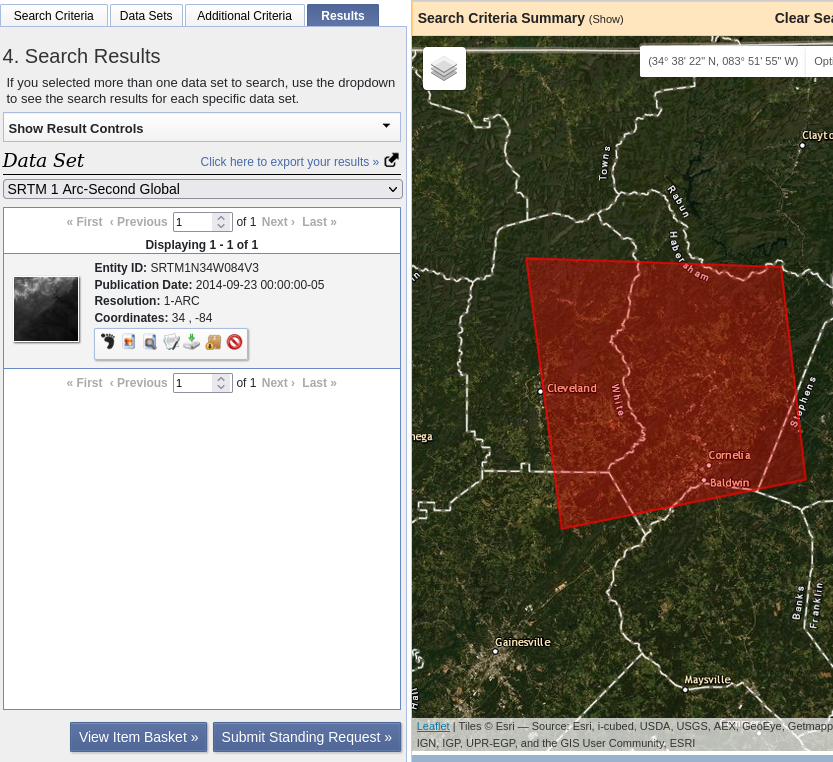 Search Criteria
Data Sets
Additional Criteria
Results
4. Search Results
If you selected more than one data set to search, use the dropdown
to see the search results for each specific data set.
Show Result Controls
Data Set
Click here to export your results »
SRTM 1 Arc-Second Global
« First ‹ Previous 1 of 1 Next › Last »
Displaying 1 - 1 of 1
Entity ID: SRTM1N34W084V3
Publication Date: 2014-09-23 00:00:00-05
Resolution: 1-ARC
Coordinates: 34 , -84
« First ‹ Previous 1 of 1 Next › Last »
View Item Basket »
Submit Standing Request »
Search Criteria Summary (Show)
Clear Sea
(34° 38' 22" N, 083° 51' 55" W)
Opti
Clayto
Towns
Rabun
Habersham
Cleveland
White
Stephens
nega
Cornelia
Baldwin
Banks
Franklin
Gainesville
Maysville
Hall
Leaflet | Tiles © Esri — Source: Esri, i-cubed, USDA, USGS, AEX, GeoEye, Getmapp
IGN, IGP, UPR-EGP, and the GIS User Community, ESRI